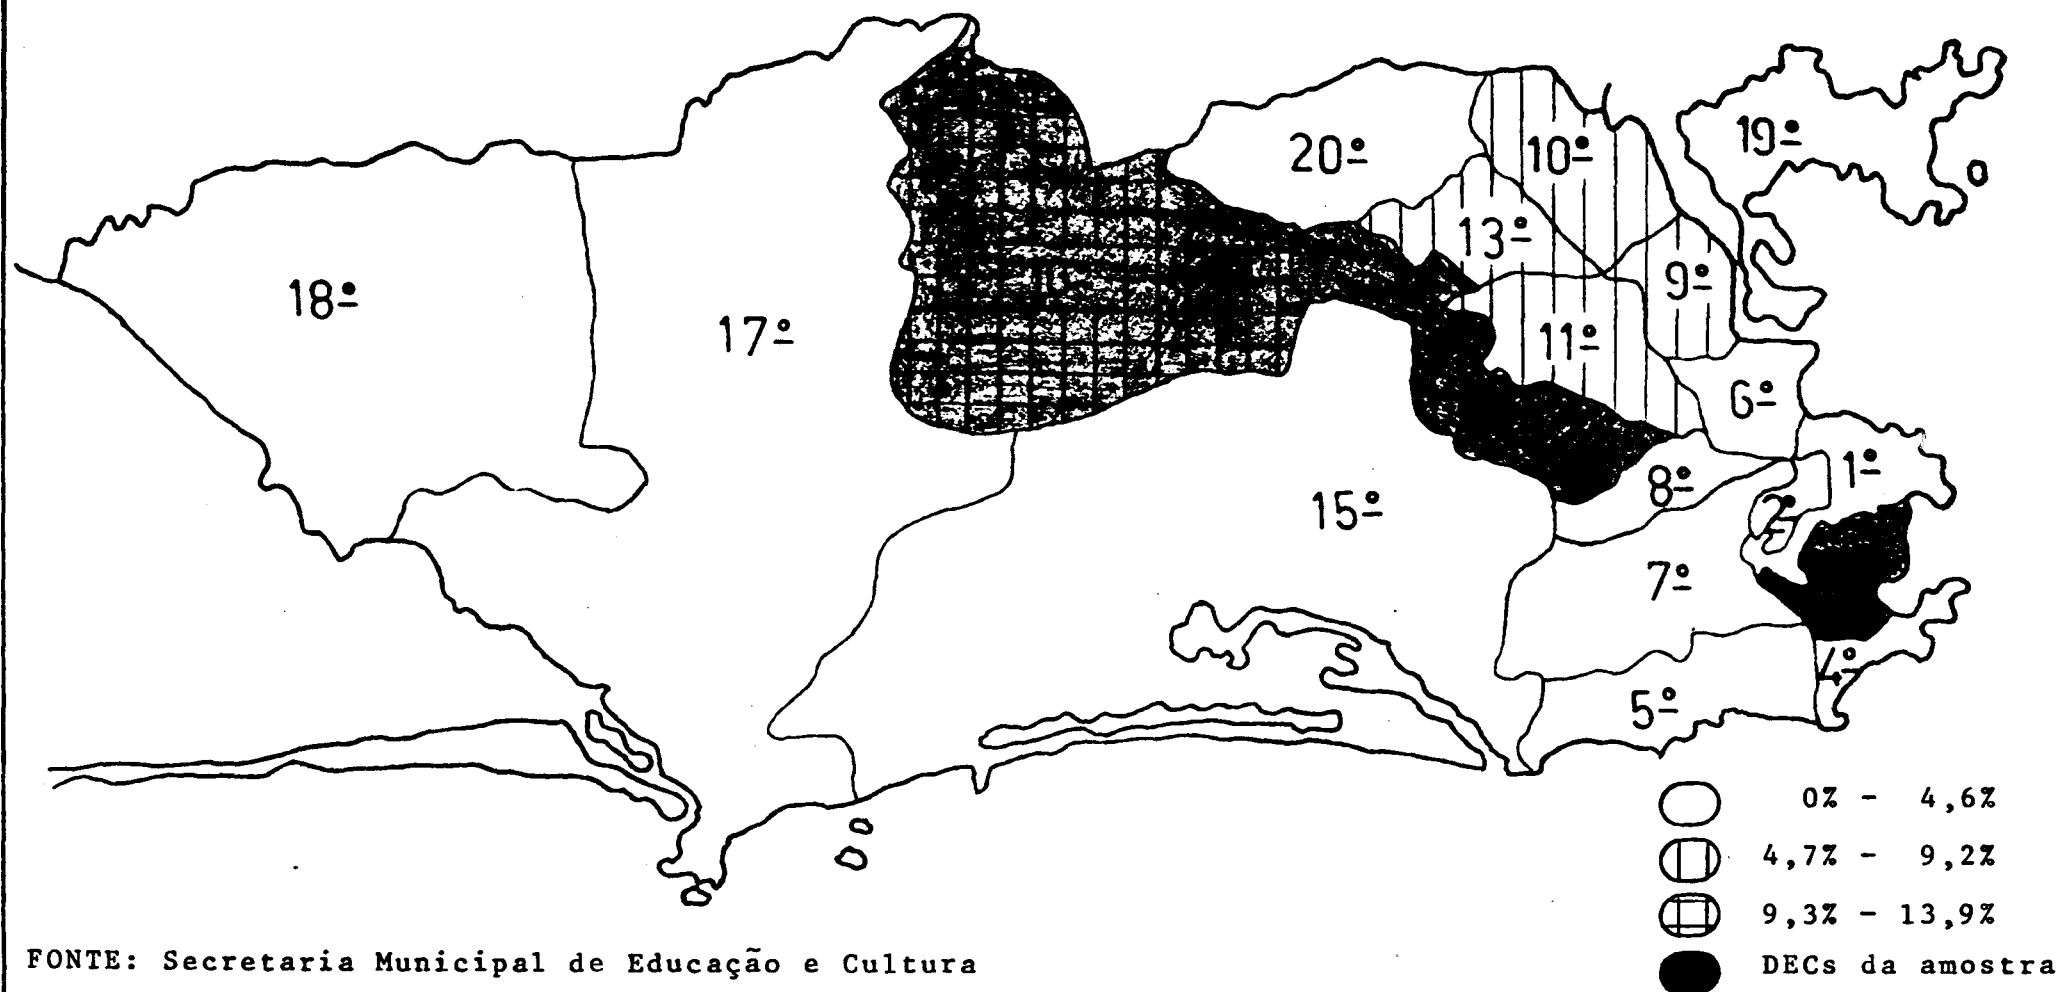 19º
20º
10º
13º
9º
18º
17º
11º
6º
1º
8º
15º
2º
7º
4º
5º
0% - 4,6%
4,7% - 9,2%
9,3% - 13,9%
FONTE: Secretaria Municipal de Educação e Cultura
DECs da amostra